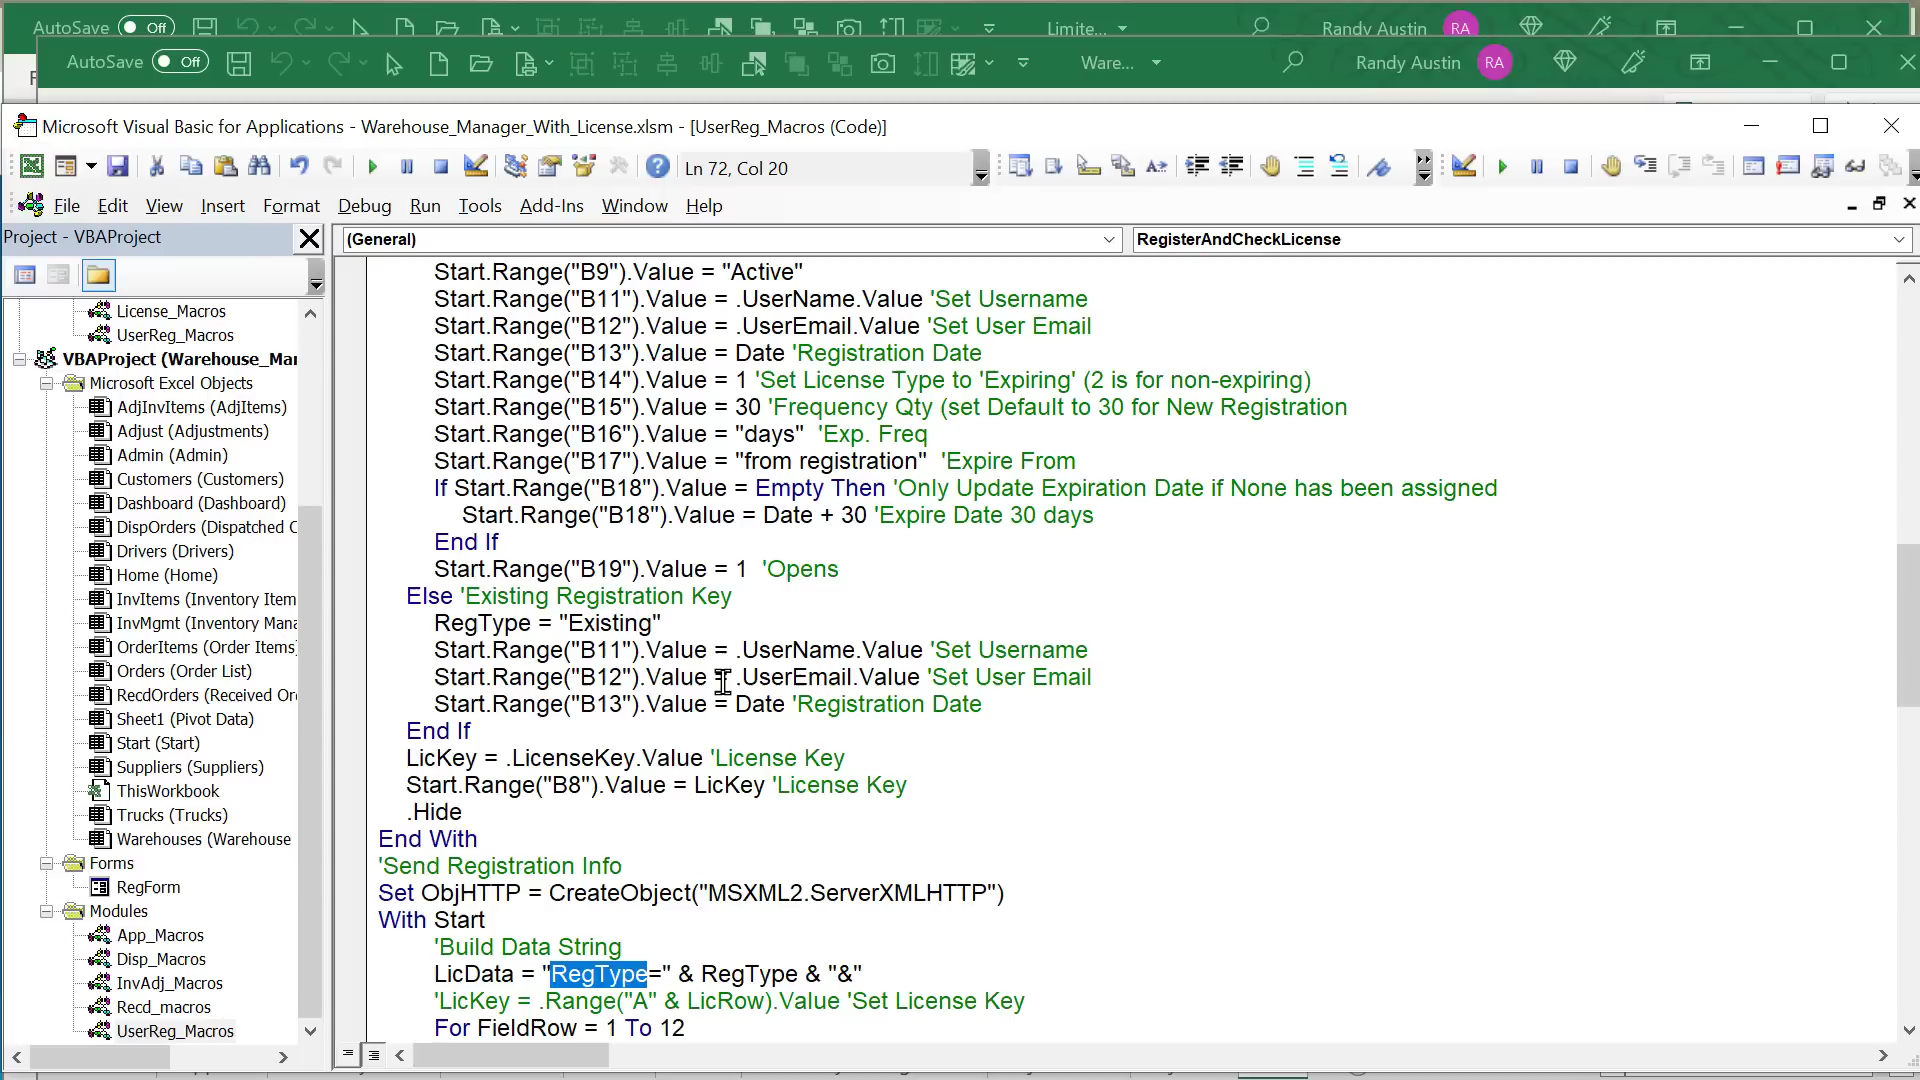 AutoSave Off Limite... Randy Austin RA
AutoSave Off Ware... Randy Austin RA
Microsoft Visual Basic for Applications - Warehouse_Manager_With_License.xlsm - [UserReg_Macros (Code)]
Ln 72, Col 20
File Edit View Insert Format Debug Run Tools Add-Ins Window Help
Project - VBAProject
(General) RegisterAndCheckLicense
License_Macros
UserReg_Macros
VBAProject (Warehouse_Mar
Microsoft Excel Objects
AdjInvItems (AdjItems)
Adjust (Adjustments)
Admin (Admin)
Customers (Customers)
Dashboard (Dashboard)
DispOrders (Dispatched C
Drivers (Drivers)
Home (Home)
InvItems (Inventory Item
InvMgmt (Inventory Mana
OrderItems (Order Items)
Orders (Order List)
RecdOrders (Received Or
Sheet1 (Pivot Data)
Start (Start)
Suppliers (Suppliers)
ThisWorkbook
Trucks (Trucks)
Warehouses (Warehouse
Forms
RegForm
Modules
App_Macros
Disp_Macros
InvAdj_Macros
Recd_macros
UserReg_Macros
Start.Range("B9").Value = "Active"
Start.Range("B11").Value = .UserName.Value 'Set Username
Start.Range("B12").Value = .UserEmail.Value 'Set User Email
Start.Range("B13").Value = Date 'Registration Date
Start.Range("B14").Value = 1 'Set License Type to 'Expiring' (2 is for non-expiring)
Start.Range("B15").Value = 30 'Frequency Qty (set Default to 30 for New Registration
Start.Range("B16").Value = "days" 'Exp. Freq
Start.Range("B17").Value = "from registration" 'Expire From
If Start.Range("B18").Value = Empty Then 'Only Update Expiration Date if None has been assigned
Start.Range("B18").Value = Date + 30 'Expire Date 30 days
End If
Start.Range("B19").Value = 1 'Opens
Else 'Existing Registration Key
RegType = "Existing"
Start.Range("B11").Value = .UserName.Value 'Set Username
Start.Range("B12").Value = .UserEmail.Value 'Set User Email
Start.Range("B13").Value = Date 'Registration Date
End If
LicKey = .LicenseKey.Value 'License Key
Start.Range("B8").Value = LicKey 'License Key
.Hide
End With
'Send Registration Info
Set ObjHTTP = CreateObject("MSXML2.ServerXMLHTTP")
With Start
'Build Data String
LicData = "RegType=" & RegType & "&"
'LicKey = .Range("A" & LicRow).Value 'Set License Key
For FieldRow = 1 To 12